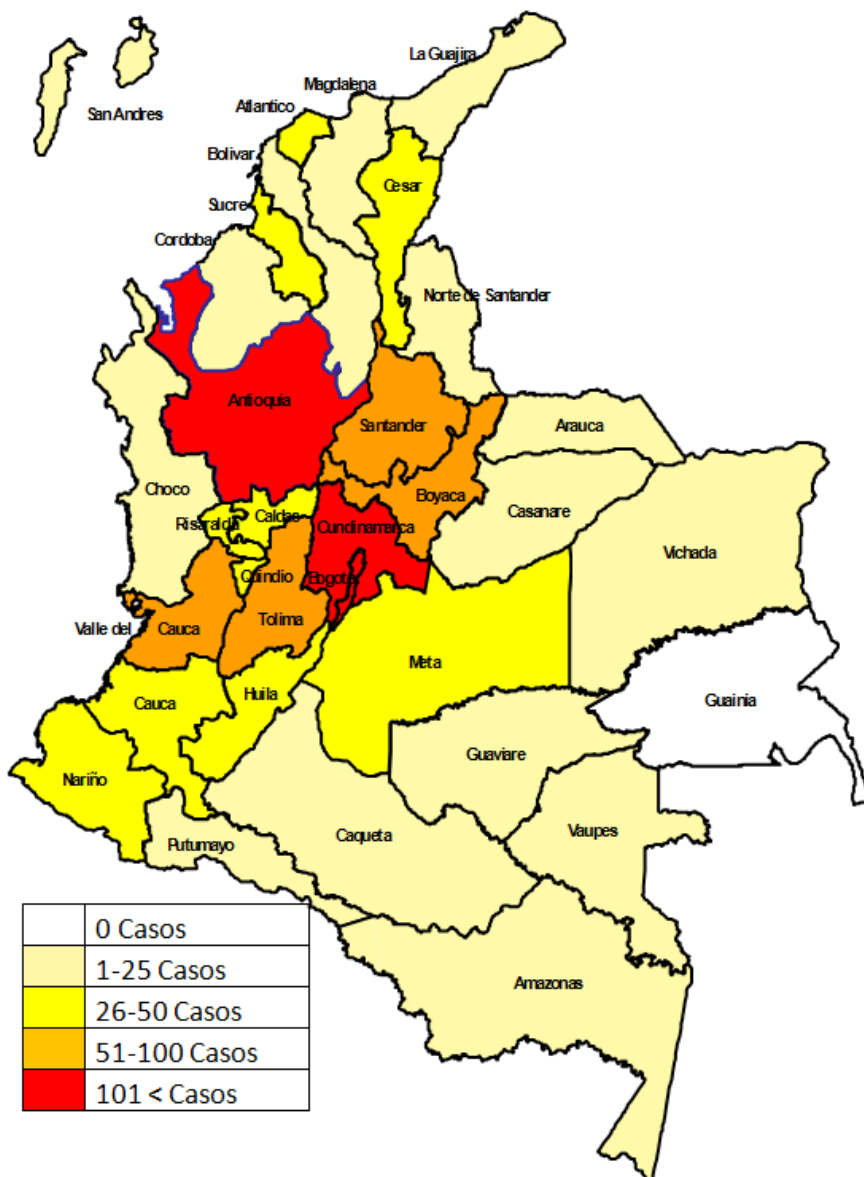 La Guajira
Magdalena
Atlantico
San Andres
Bolivar
Cesar
Sucre
Cordoba
Norte de Santander
Antioquia
Santander
Arauca
Choco
Boyaca
Casanare
Risaralda
Caldas
Cundinamarca
Vichada
Quindio
Bogota
Valle del
Cauca
Tolima
Meta
Huila
Cauca
Guainia
Nariño
Guaviare
Vaupes
Caqueta
Putumayo
Amazonas
0 Casos
1-25 Casos
26-50 Casos
51-100 Casos
101 < Casos